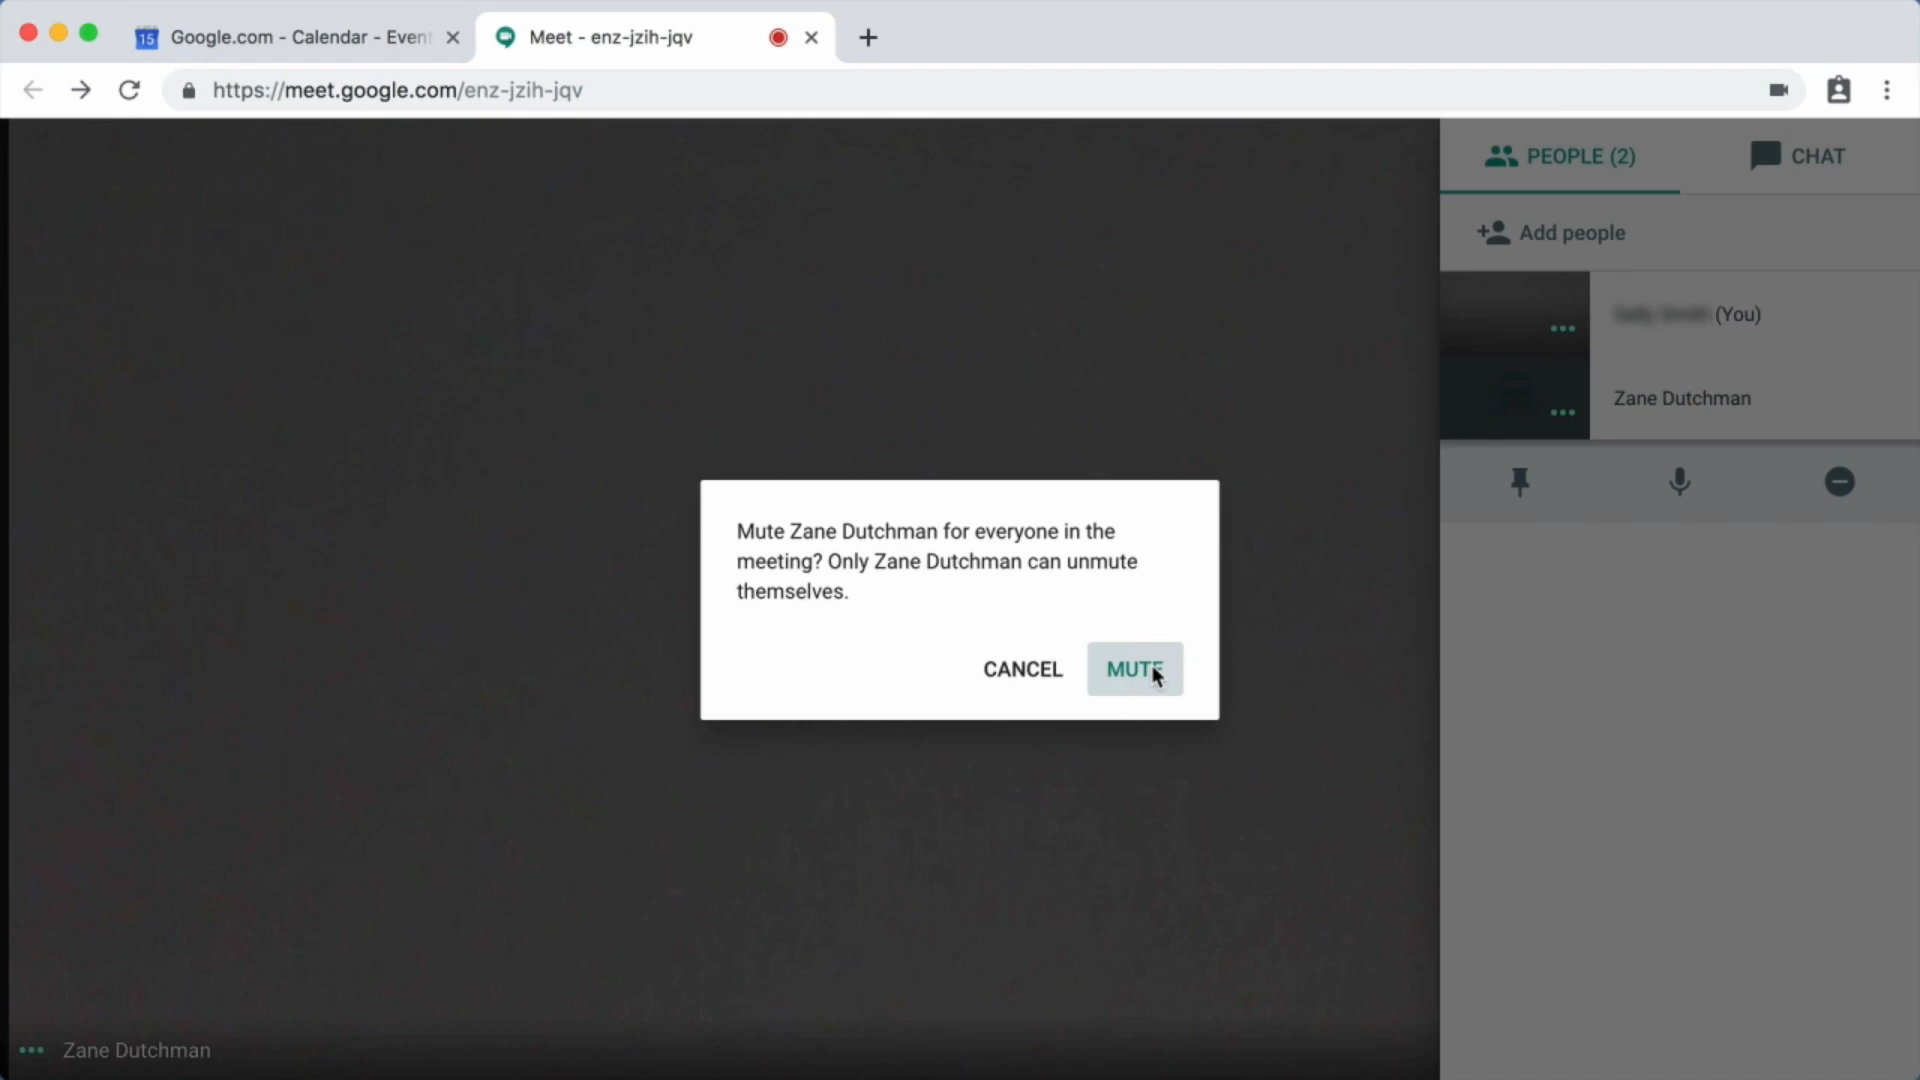 15 Google.com - Calendar - Event
Meet - enz-jzih-jqv
https://meet.google.com/enz-jzih-jqv
PEOPLE (2)
CHAT
Add people
(You)
Zane Dutchman
Mute Zane Dutchman for everyone in the
meeting? Only Zane Dutchman can unmute
themselves.
CANCEL
MUTE
Zane Dutchman